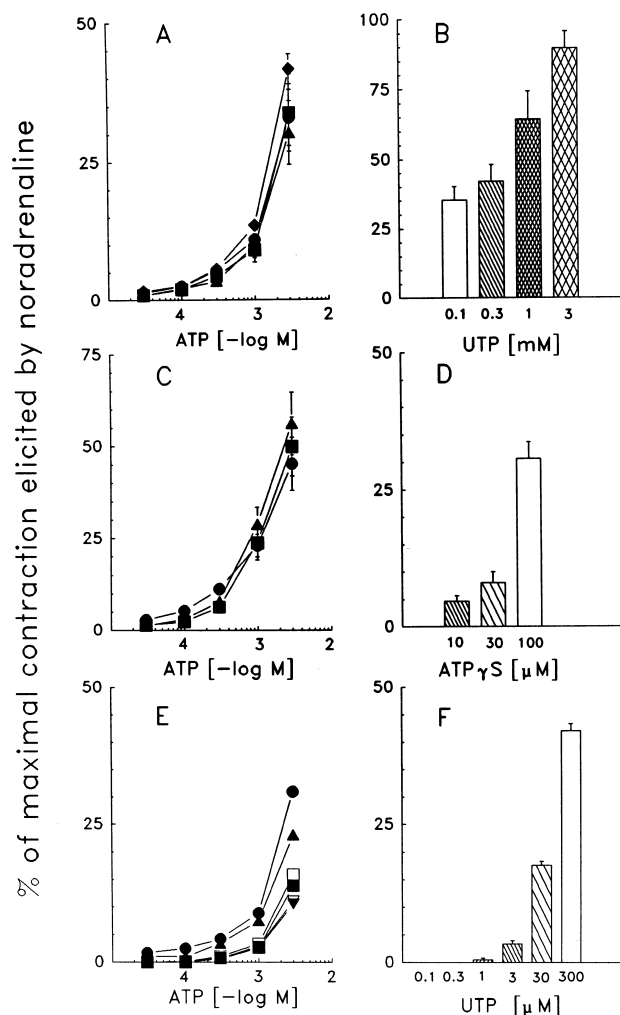 % of maximal contraction elicited by noradrenaline
A
50
25
0
4 3 2
ATP [-log M]
B
100
75
50
25
0
0.1 0.3 1 3
UTP [mM]
C
75
50
25
0
4 3 2
ATP [-log M]
D
50
25
0
10 30 100
ATPγS [μM]
E
50
25
0
4 3 2
ATP [-log M]
F
50
25
0
0.1 0.3 1 3 30 300
UTP [μM]